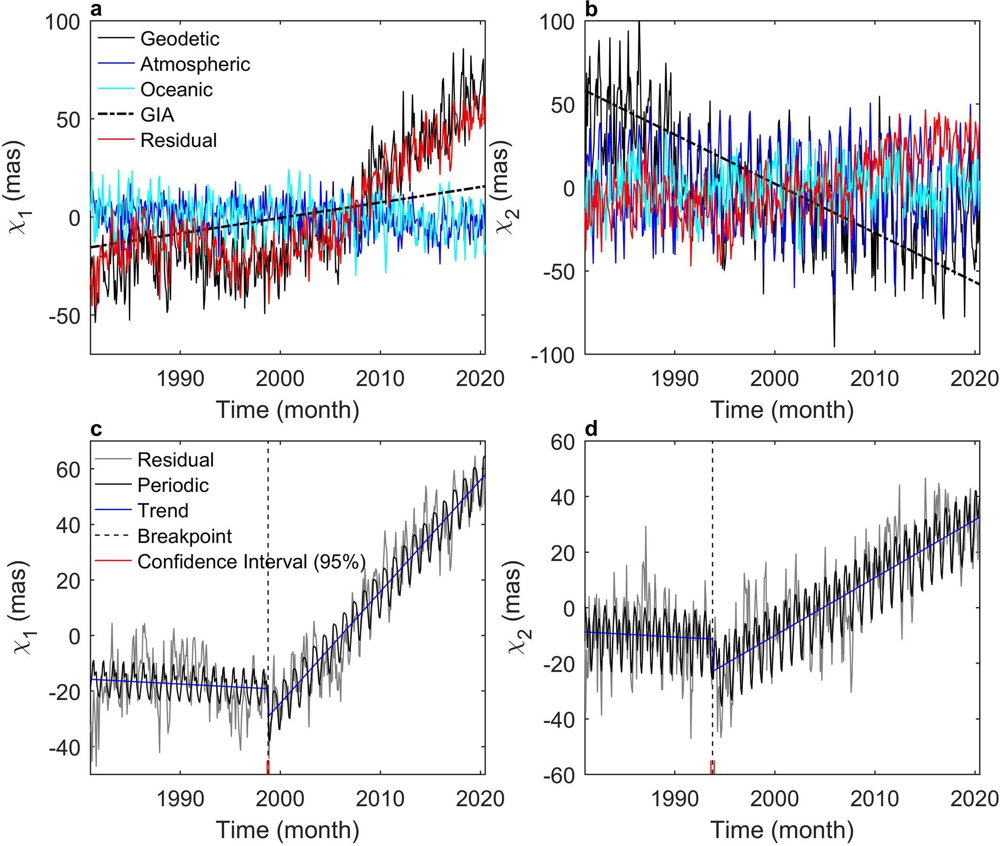 a
100
50
0
-50
χ1 (mas)
Geodetic
Atmospheric
Oceanic
GIA
Residual
1990
2000
2010
2020
Time (month)
b
100
50
0
-50
-100
χ2 (mas)
1990
2000
2010
2020
Time (month)
c
60
40
20
0
-20
-40
χ1 (mas)
Residual
Periodic
Trend
Breakpoint
Confidence Interval (95%)
1990
2000
2010
2020
Time (month)
d
60
40
20
0
-20
-40
-60
χ2 (mas)
1990
2000
2010
2020
Time (month)